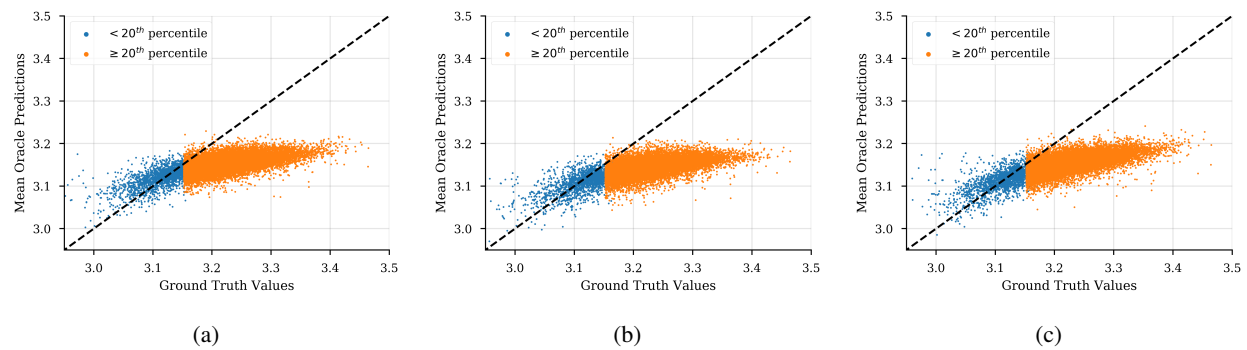 3.5
3.4
3.3
3.2
3.1
3.0
Mean Oracle Predictions
< 20th percentile
≥ 20th percentile
3.0 3.1 3.2 3.3 3.4 3.5
Ground Truth Values
(a)
3.5
3.4
3.3
3.2
3.1
3.0
Mean Oracle Predictions
< 20th percentile
≥ 20th percentile
3.0 3.1 3.2 3.3 3.4 3.5
Ground Truth Values
(b)
3.5
3.4
3.3
3.2
3.1
3.0
Mean Oracle Predictions
< 20th percentile
≥ 20th percentile
3.0 3.1 3.2 3.3 3.4 3.5
Ground Truth Values
(c)